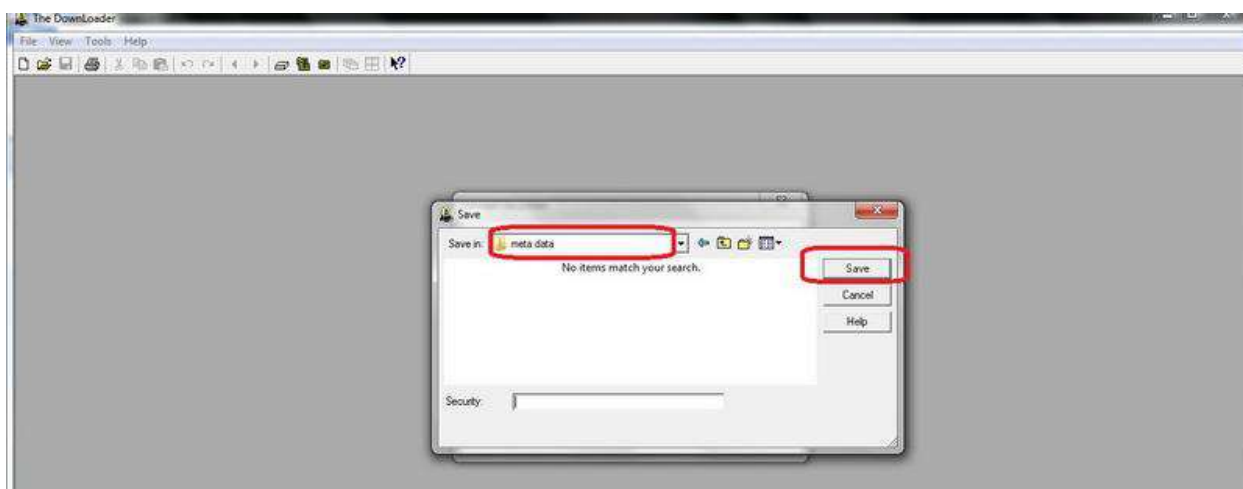 The DownLoader
File View Tools Help
Save
Save in: meta data
No items match your search.
Save
Cancel
Help
Security: